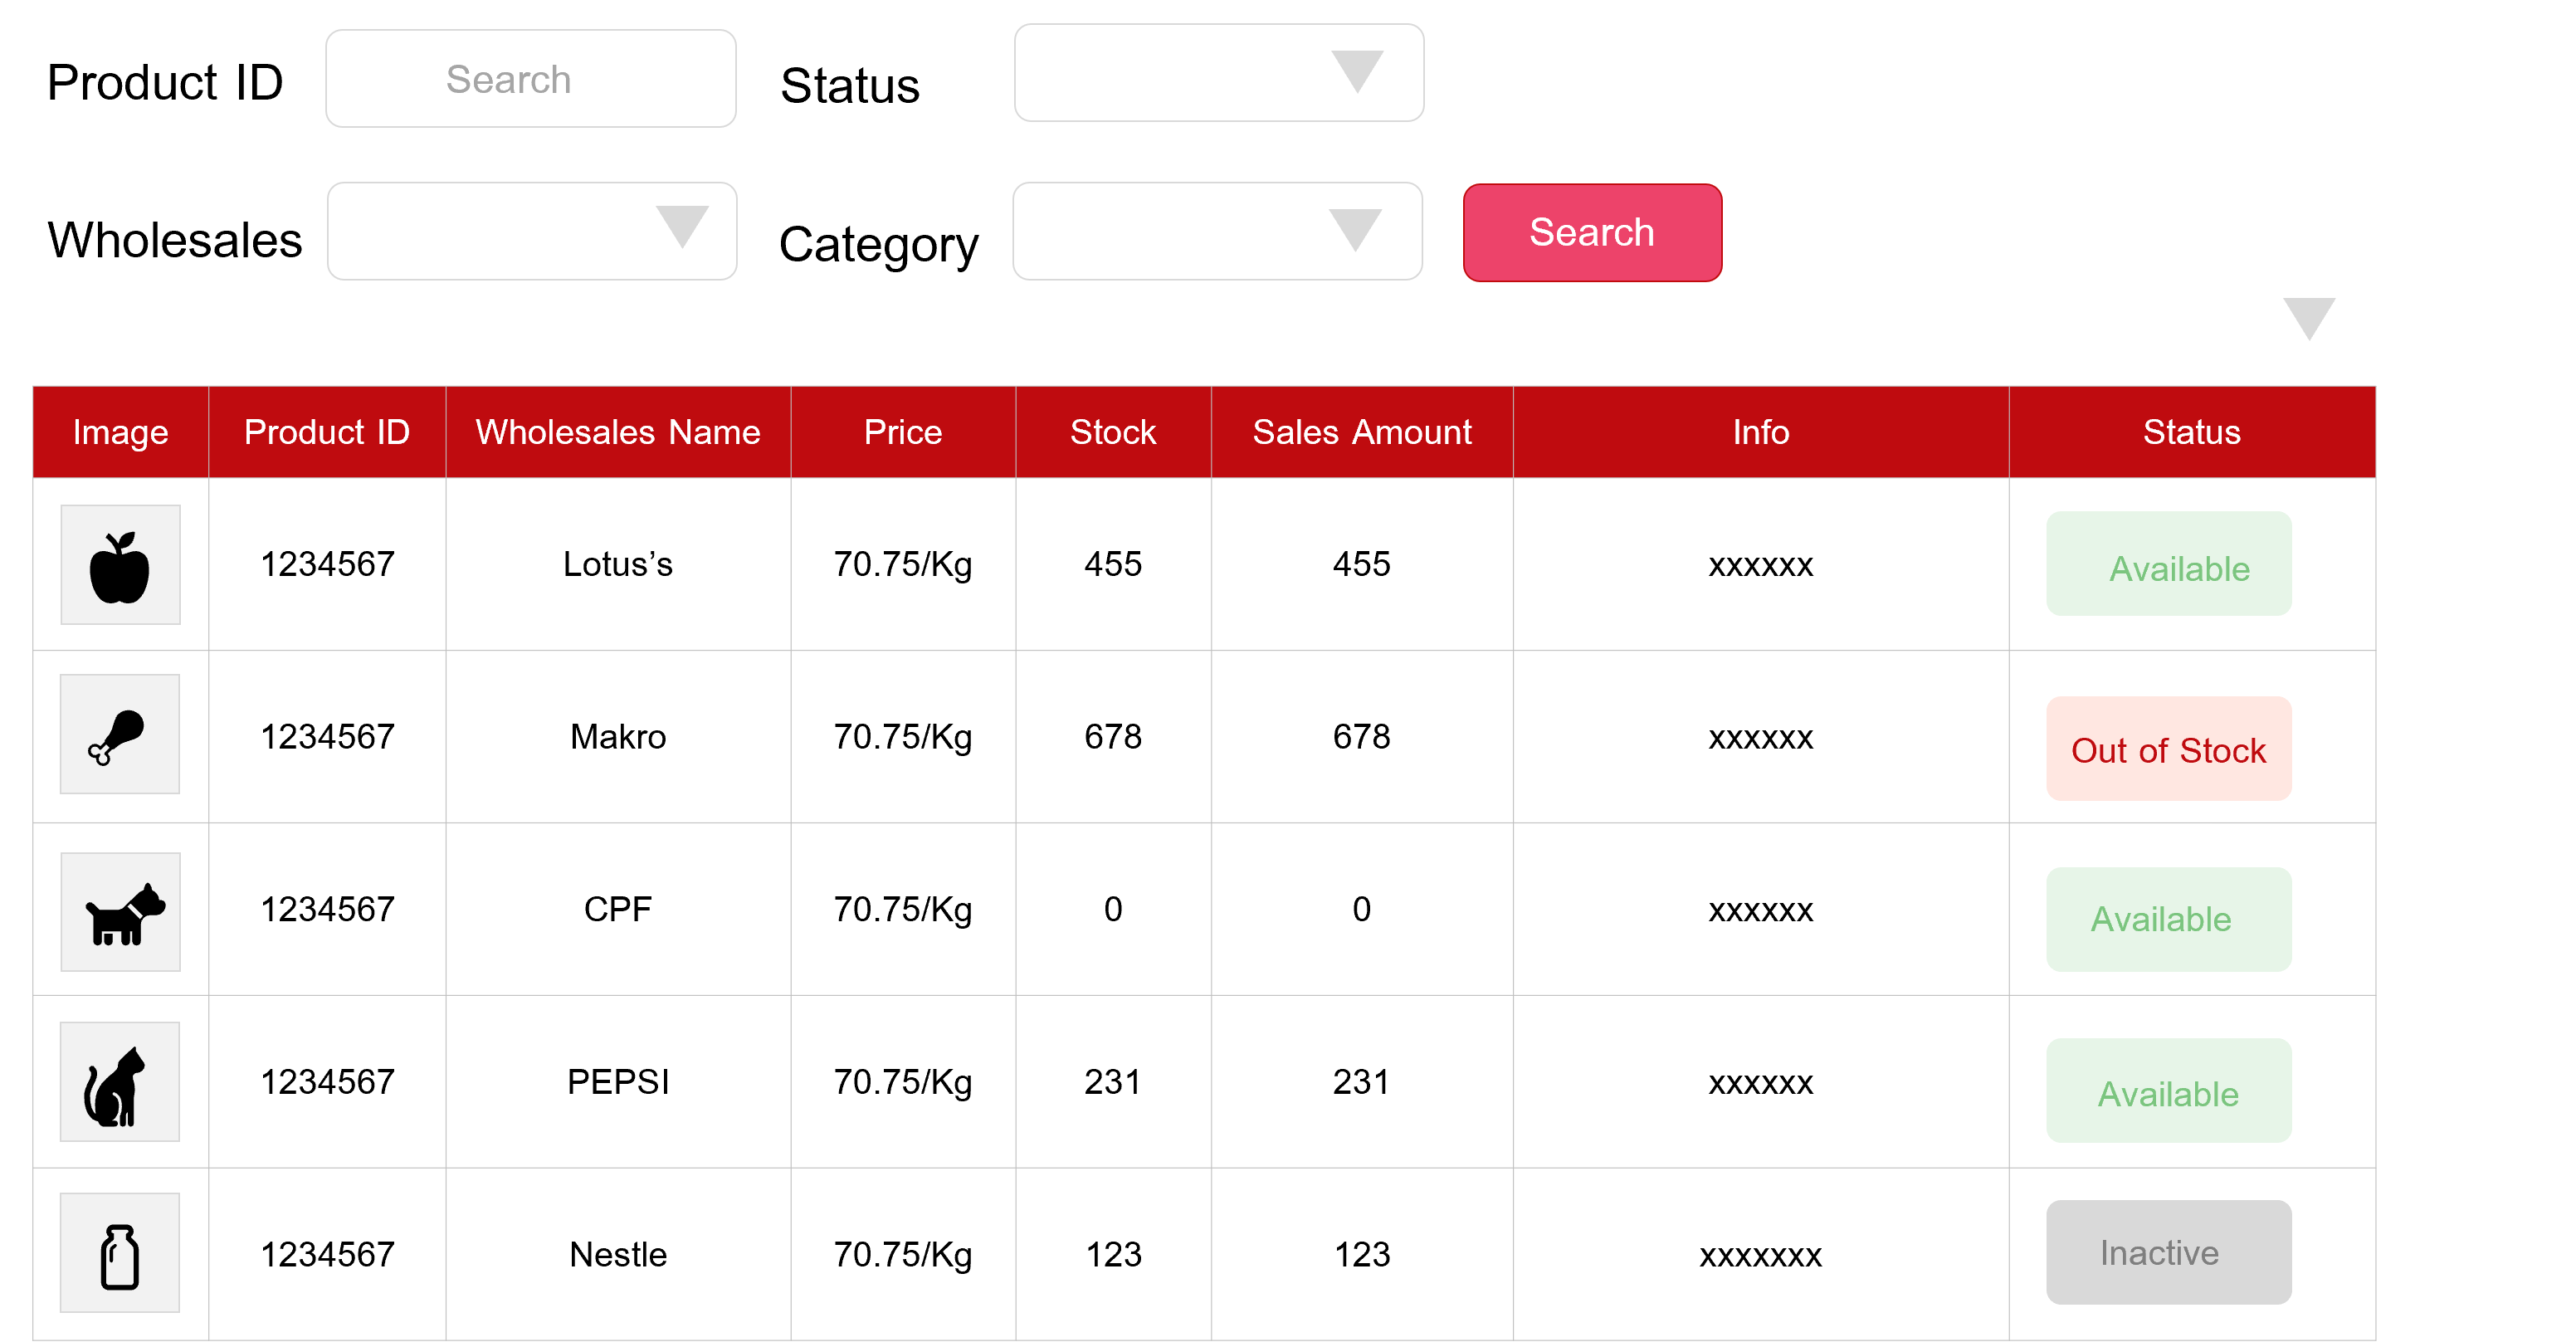 Product ID Search Status
Wholesales Category Search
Image Product ID Wholesales Name Price Stock Sales Amount Info Status
1234567 Lotus’s 70.75/Kg 455 455 xxxxxx Available
1234567 Makro 70.75/Kg 678 678 xxxxxx Out of Stock
1234567 CPF 70.75/Kg 0 0 xxxxxx Available
1234567 PEPSI 70.75/Kg 231 231 xxxxxx Available
1234567 Nestle 70.75/Kg 123 123 xxxxxxx Inactive